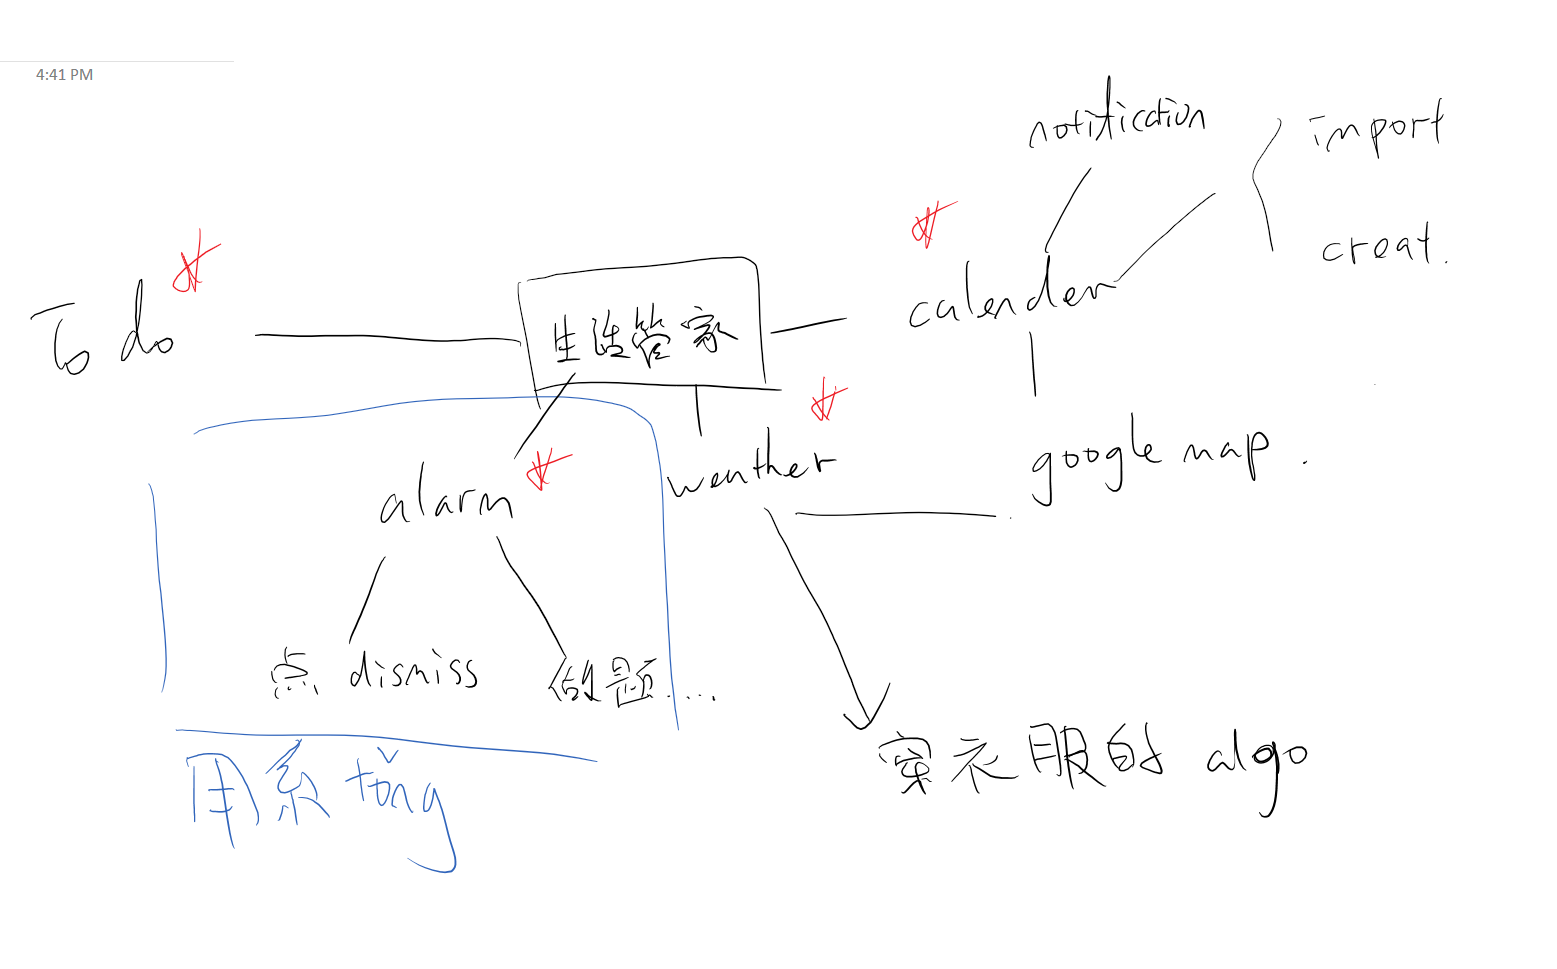 4:41 PM
notification
import
creat.
calender
To do
生活管家
google map .
weather
alarm
点 dismiss
做题....
穿衣服的 algo
用系tǒng